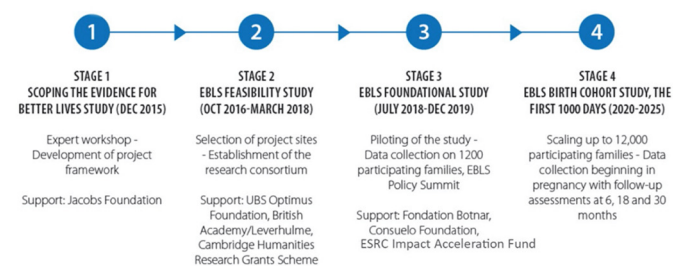 1
2
3
4
STAGE 1
SCOPING THE EVIDENCE FOR
BETTER LIVES STUDY (DEC 2015)
Expert workshop -
Development of project
framework
Support: Jacobs Foundation
STAGE 2
EBLS FEASIBILITY STUDY
(OCT 2016-MARCH 2018)
Selection of project sites
- Establishment of the
research consortium
Support: UBS Optimus
Foundation, British
Academy/Leverhulme,
Cambridge Humanities
Research Grants Scheme
STAGE 3
EBLS FOUNDATIONAL STUDY
(JULY 2018-DEC 2019)
Piloting of the study -
Data collection on 1200
participating families, EBLS
Policy Summit
Support: Fondation Botnar,
Consuelo Foundation,
ESRC Impact Acceleration Fund
STAGE 4
EBLS BIRTH COHORT STUDY, THE
FIRST 1000 DAYS (2020-2025)
Scaling up to 12,000
participating families - Data
collection beginning in
pregnancy with follow-up
assessments at 6, 18 and 30
months